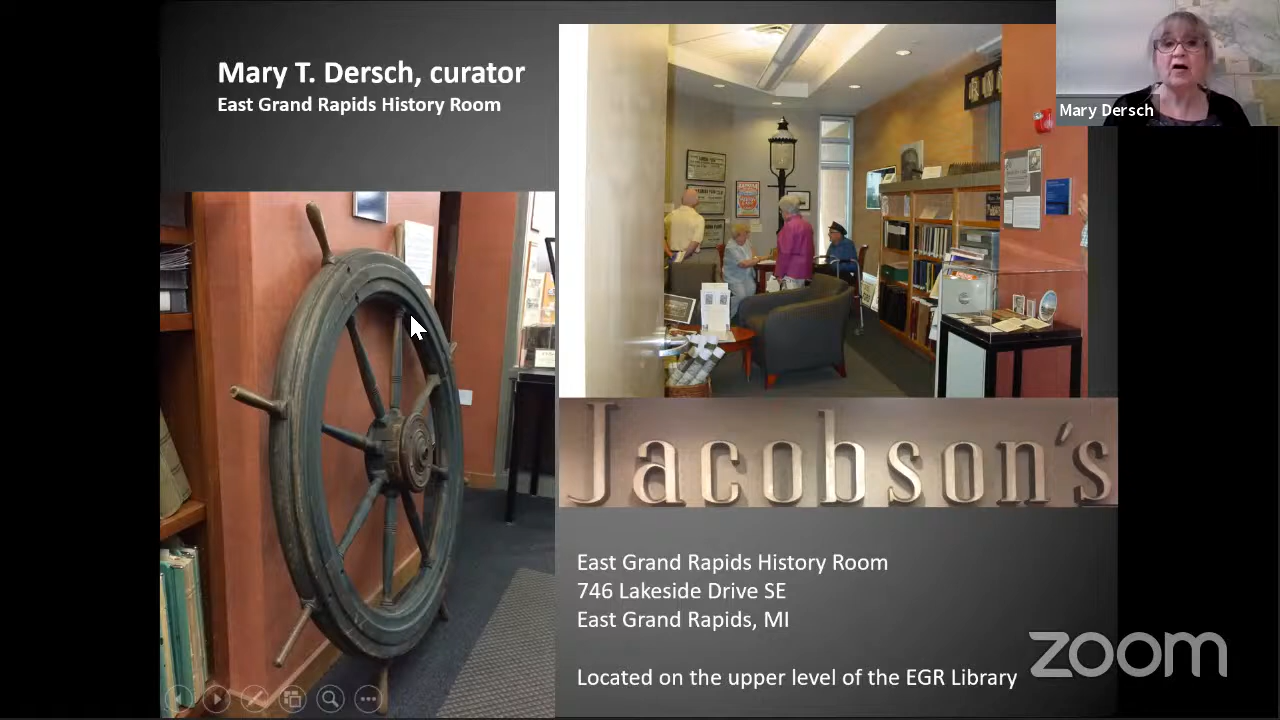 Mary T. Dersch, curator
East Grand Rapids History Room
Mary Dersch
Jacobson's
East Grand Rapids History Room
746 Lakeside Drive SE
East Grand Rapids, MI
Located on the upper level of the EGR Library
zoom